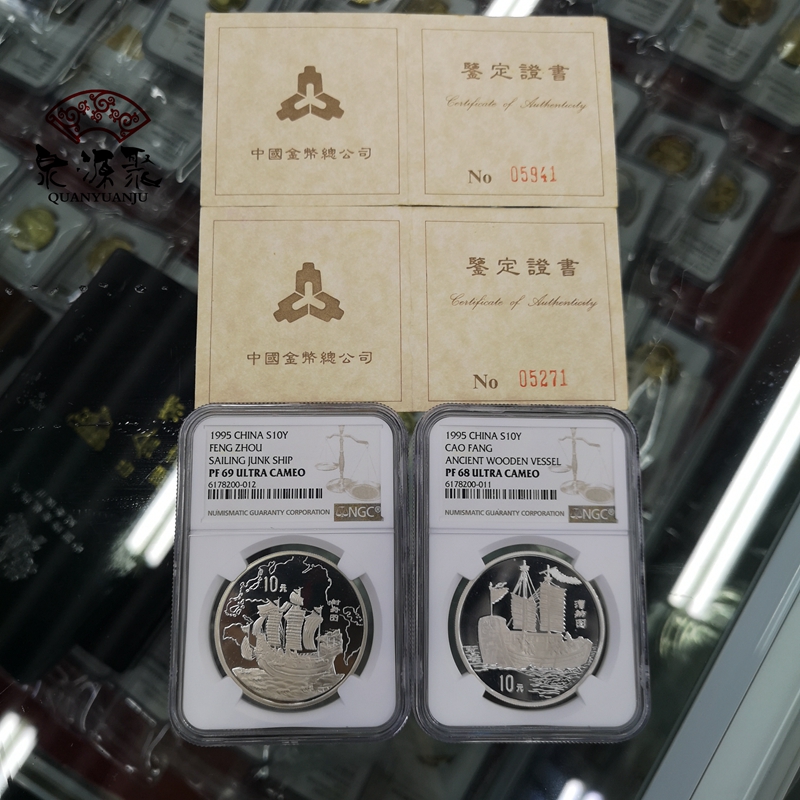 鑒定證書
Certificate of Authenticity
中國金幣總公司
No 05941
泉源聚
QUANYUANJU
鑒定證書
Certificate of Authenticity
中國金幣總公司
No 05271
1995 CHINA S10Y
FENG ZHOU
SAILING JUNK SHIP
PF 69 ULTRA CAMEO
6178200-012
NUMISMATIC GUARANTY CORPORATION
NGC®
10元
1995 CHINA S10Y
CAO FANG
ANCIENT WOODEN VESSEL
PF 68 ULTRA CAMEO
6178200-011
NUMISMATIC GUARANTY CORPORATION
NGC®
10元